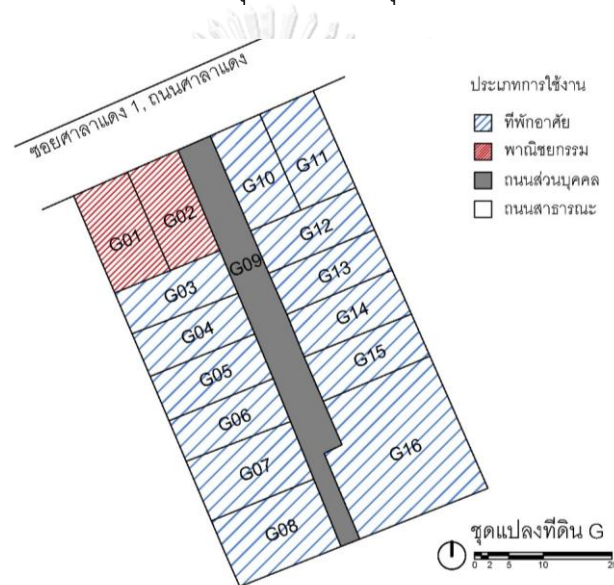 ซอยศาลาแดง 1, ถนนศาลาแดง
ประเภทการใช้งาน
ที่พักอาศัย
พาณิชยกรรม
ถนนส่วนบุคคล
ถนนสาธารณะ
G01
G02
G03
G04
G05
G06
G07
G08
G09
G10
G11
G12
G13
G14
G15
G16
ชุดแปลงที่ดิน G
0 2 5 10